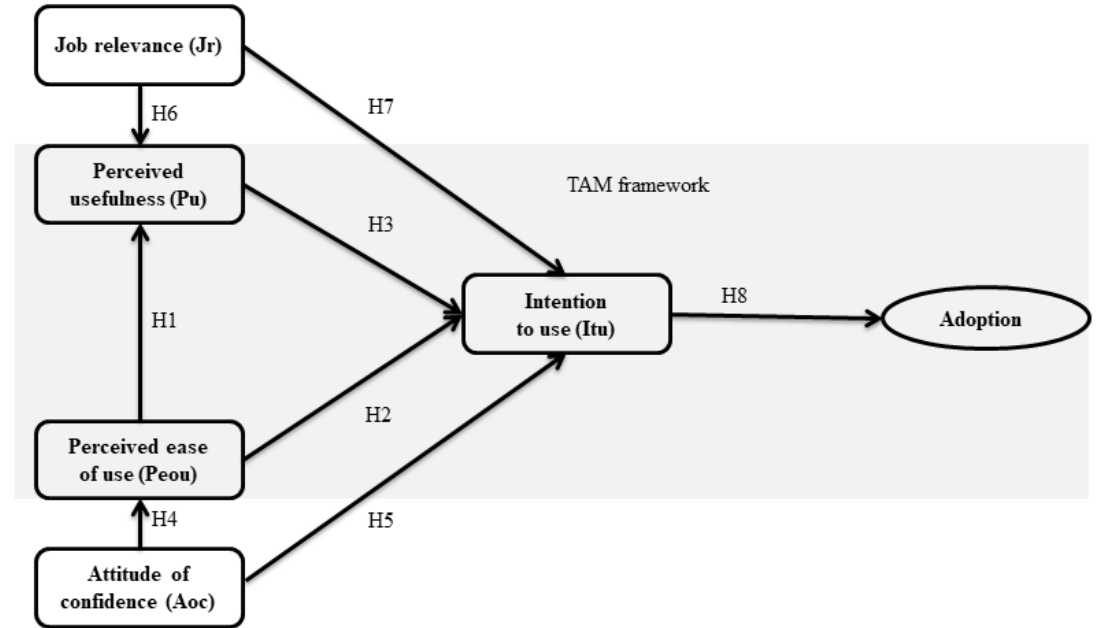 Job relevance (Jr)
H6
H7
Perceived
usefulness (Pu)
TAM framework
H3
Intention
to use (Itu)
H8
Adoption
H1
H2
Perceived ease
of use (Peou)
H4
H5
Attitude of
confidence (Aoc)